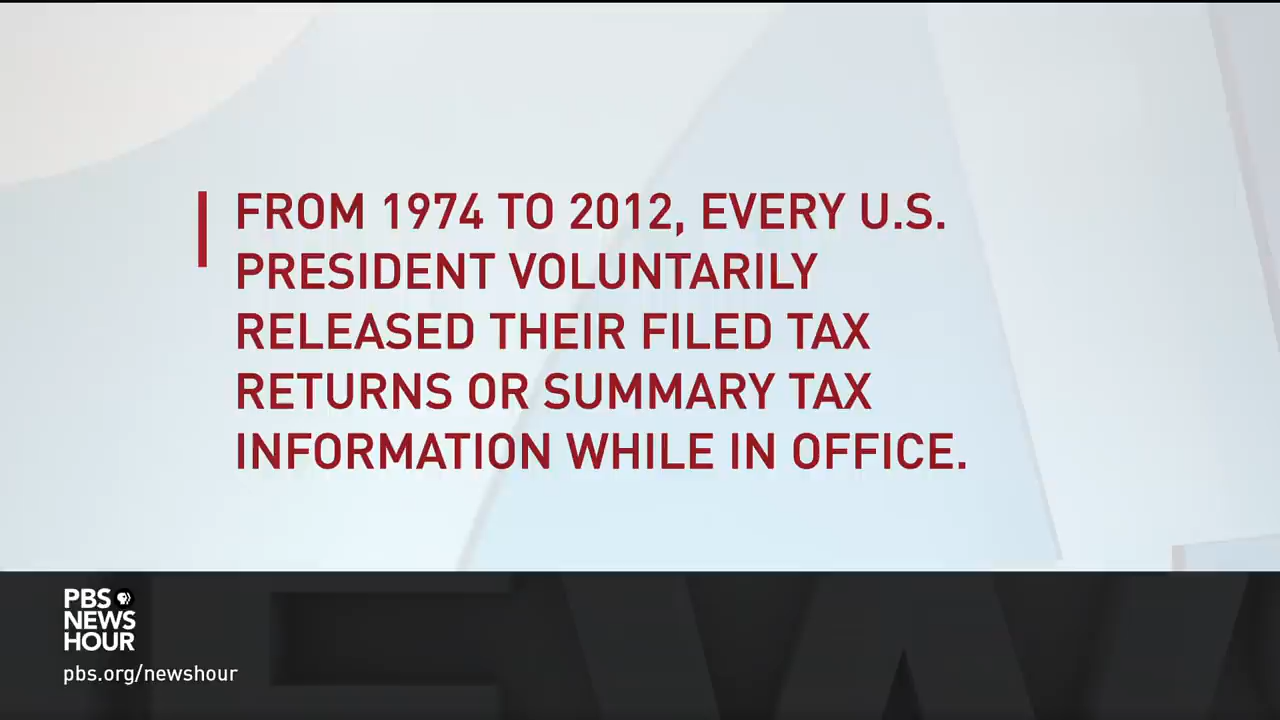 FROM 1974 TO 2012, EVERY U.S.
PRESIDENT VOLUNTARILY
RELEASED THEIR FILED TAX
RETURNS OR SUMMARY TAX
INFORMATION WHILE IN OFFICE.
PBS
NEWS
HOUR
pbs.org/newshour